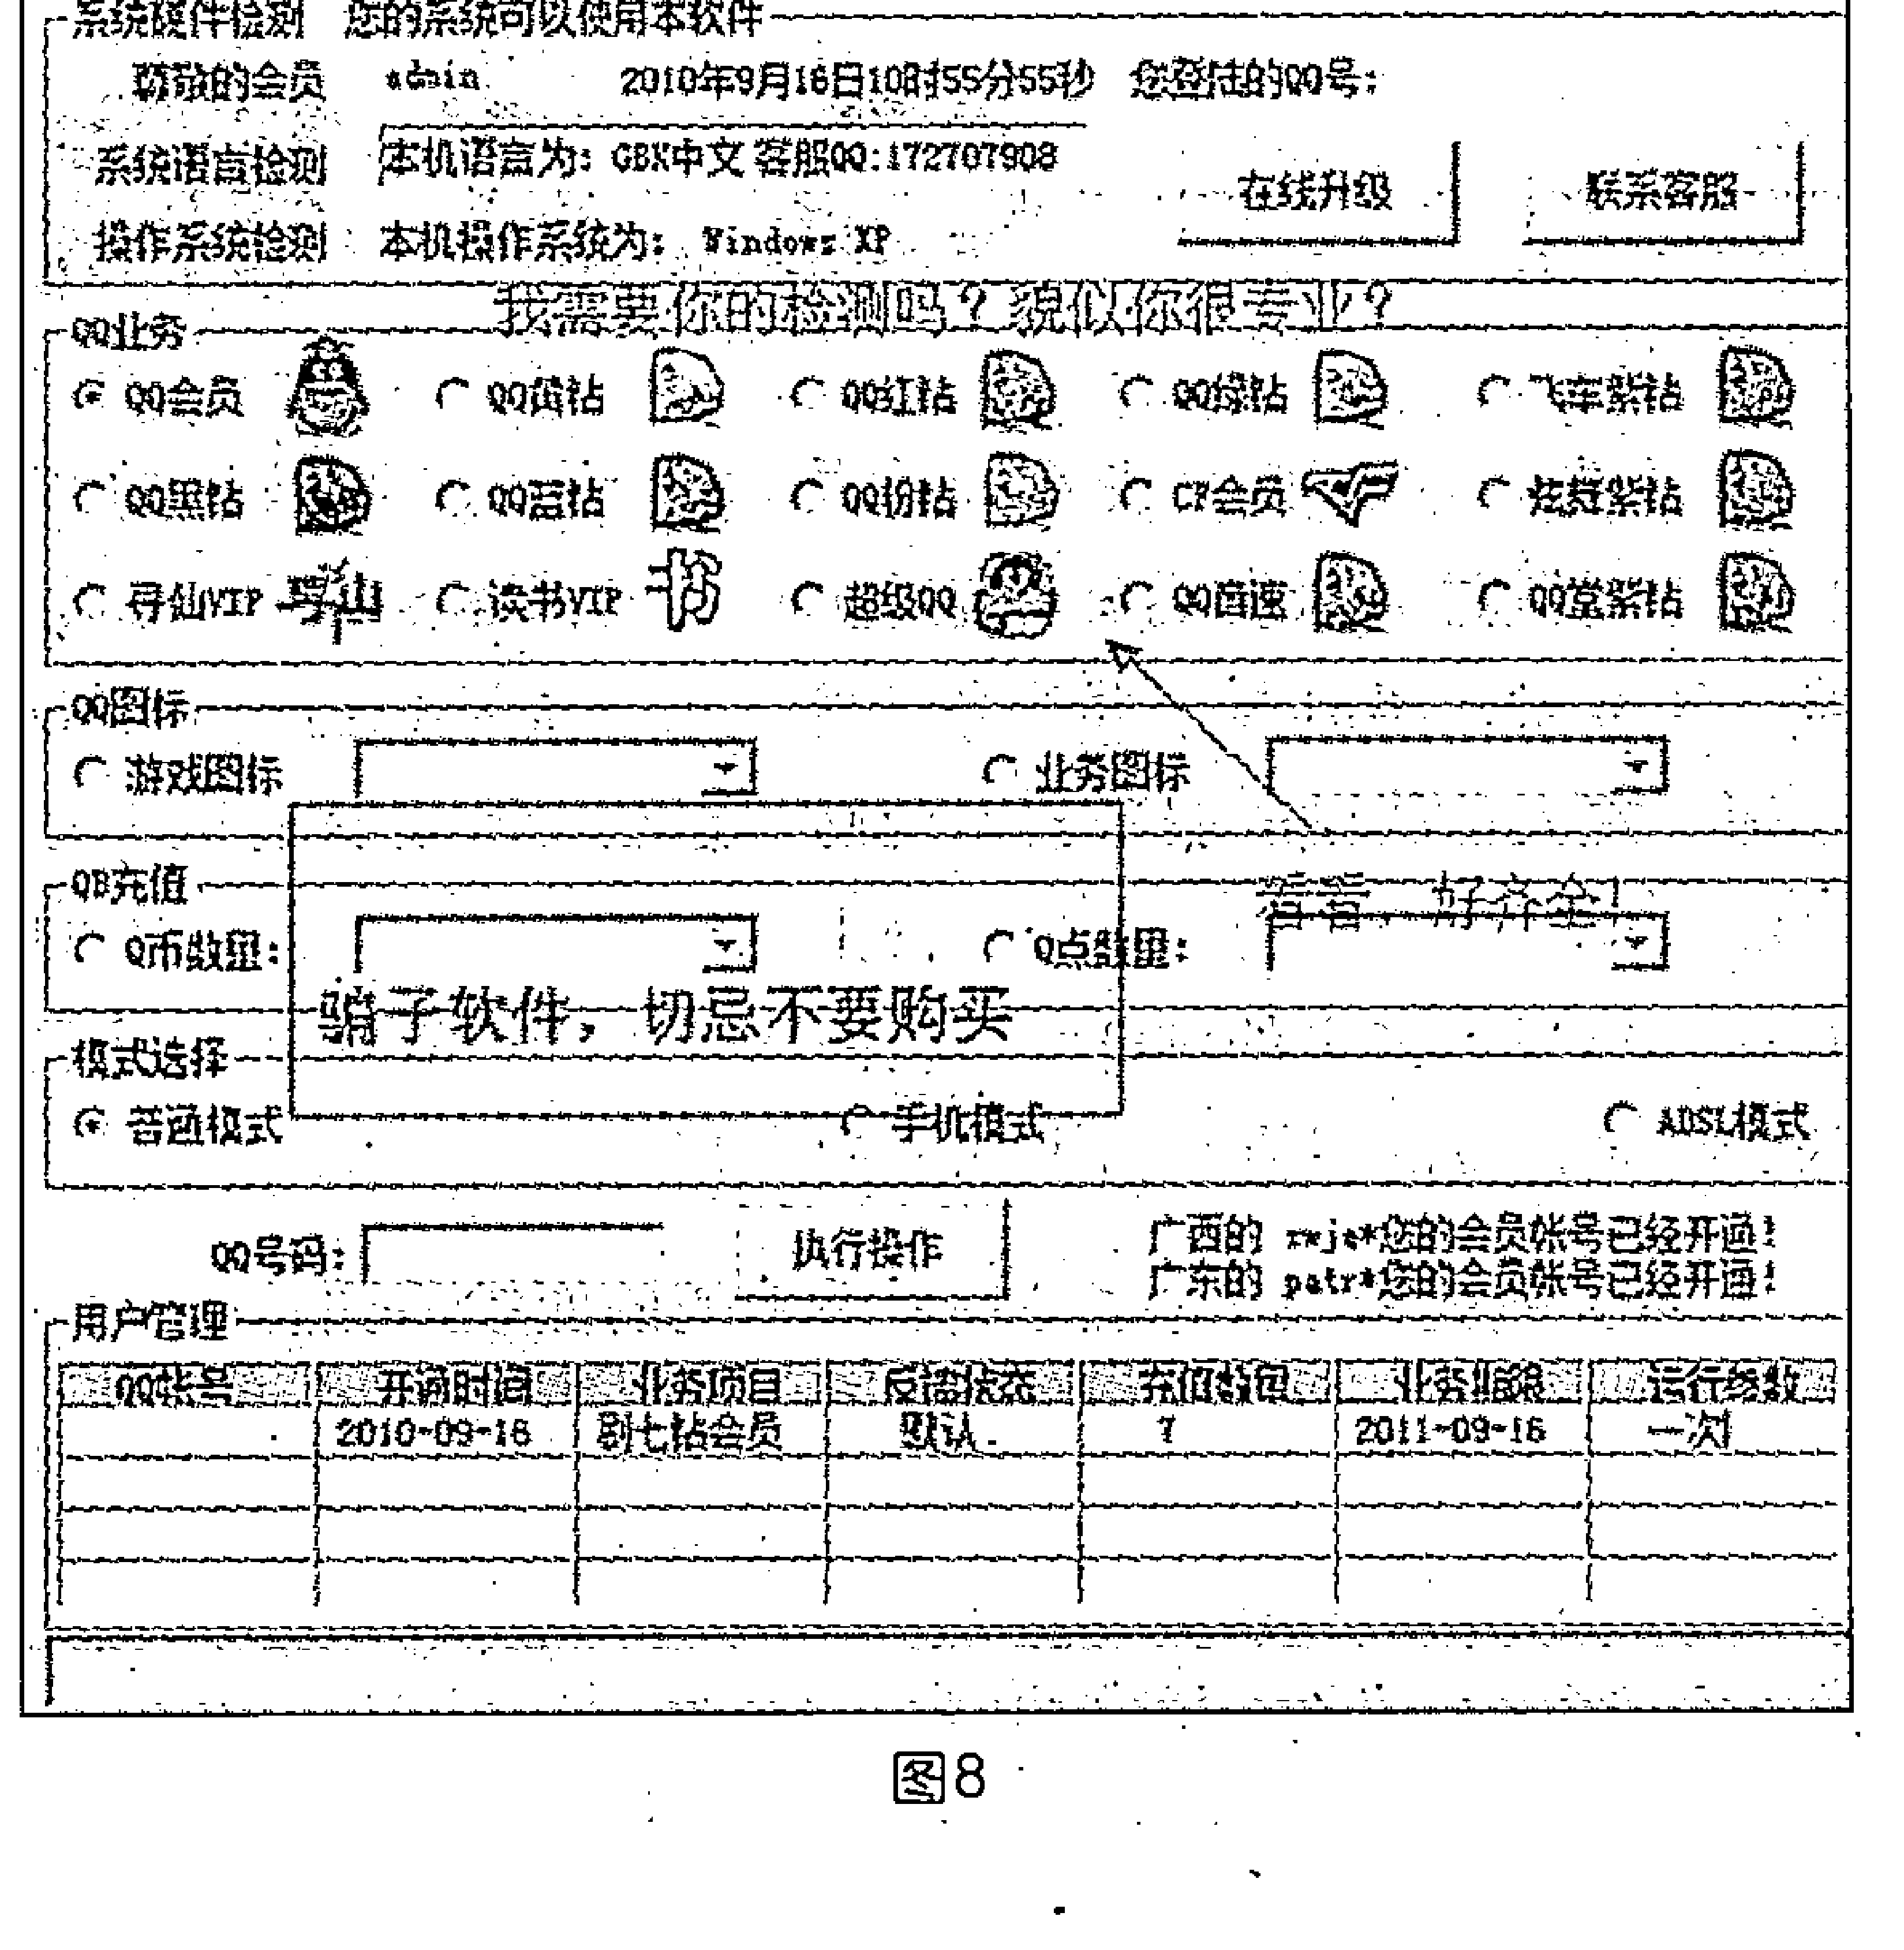 系统硬件检测 您的系统可以使用本软件
尊敬的会员 admin 2010年9月16日10时55分55秒 您登陆的QQ号:
系统语言检测 本机语言为: GBK中文 客服QQ:172707908
在线升级 联系客服
操作系统检测 本机操作系统为: Windows XP
我需要你的检测吗?貌似你很专业?
QQ业务
QQ会员 QQ黄钻 QQ红钻 QQ绿钻 飞车紫钻
QQ黑钻 QQ蓝钻 QQ粉钻 CF会员 炫舞紫钻
寻仙VIP 寻仙 读书VIP 书 超级QQ QQ音速 QQ堂紫钻
QQ图标
游戏图标 业务图标
QB充值
看看 好齐全!
Q币数量: Q点数量:
骗子软件,切忌不要购买
模式选择
普通模式 手机模式 ADSL模式
QQ号码: 执行操作
广西的 *您的会员帐号已经开通!
广东的 patr*您的会员帐号已经开通!
用户管理
QQ帐号 开通时间 业务项目 反馈状态 充值数包 业务期限 运行参数
2010-09-16 刷七钻会员 默认 7 2011-09-16 一次
图8